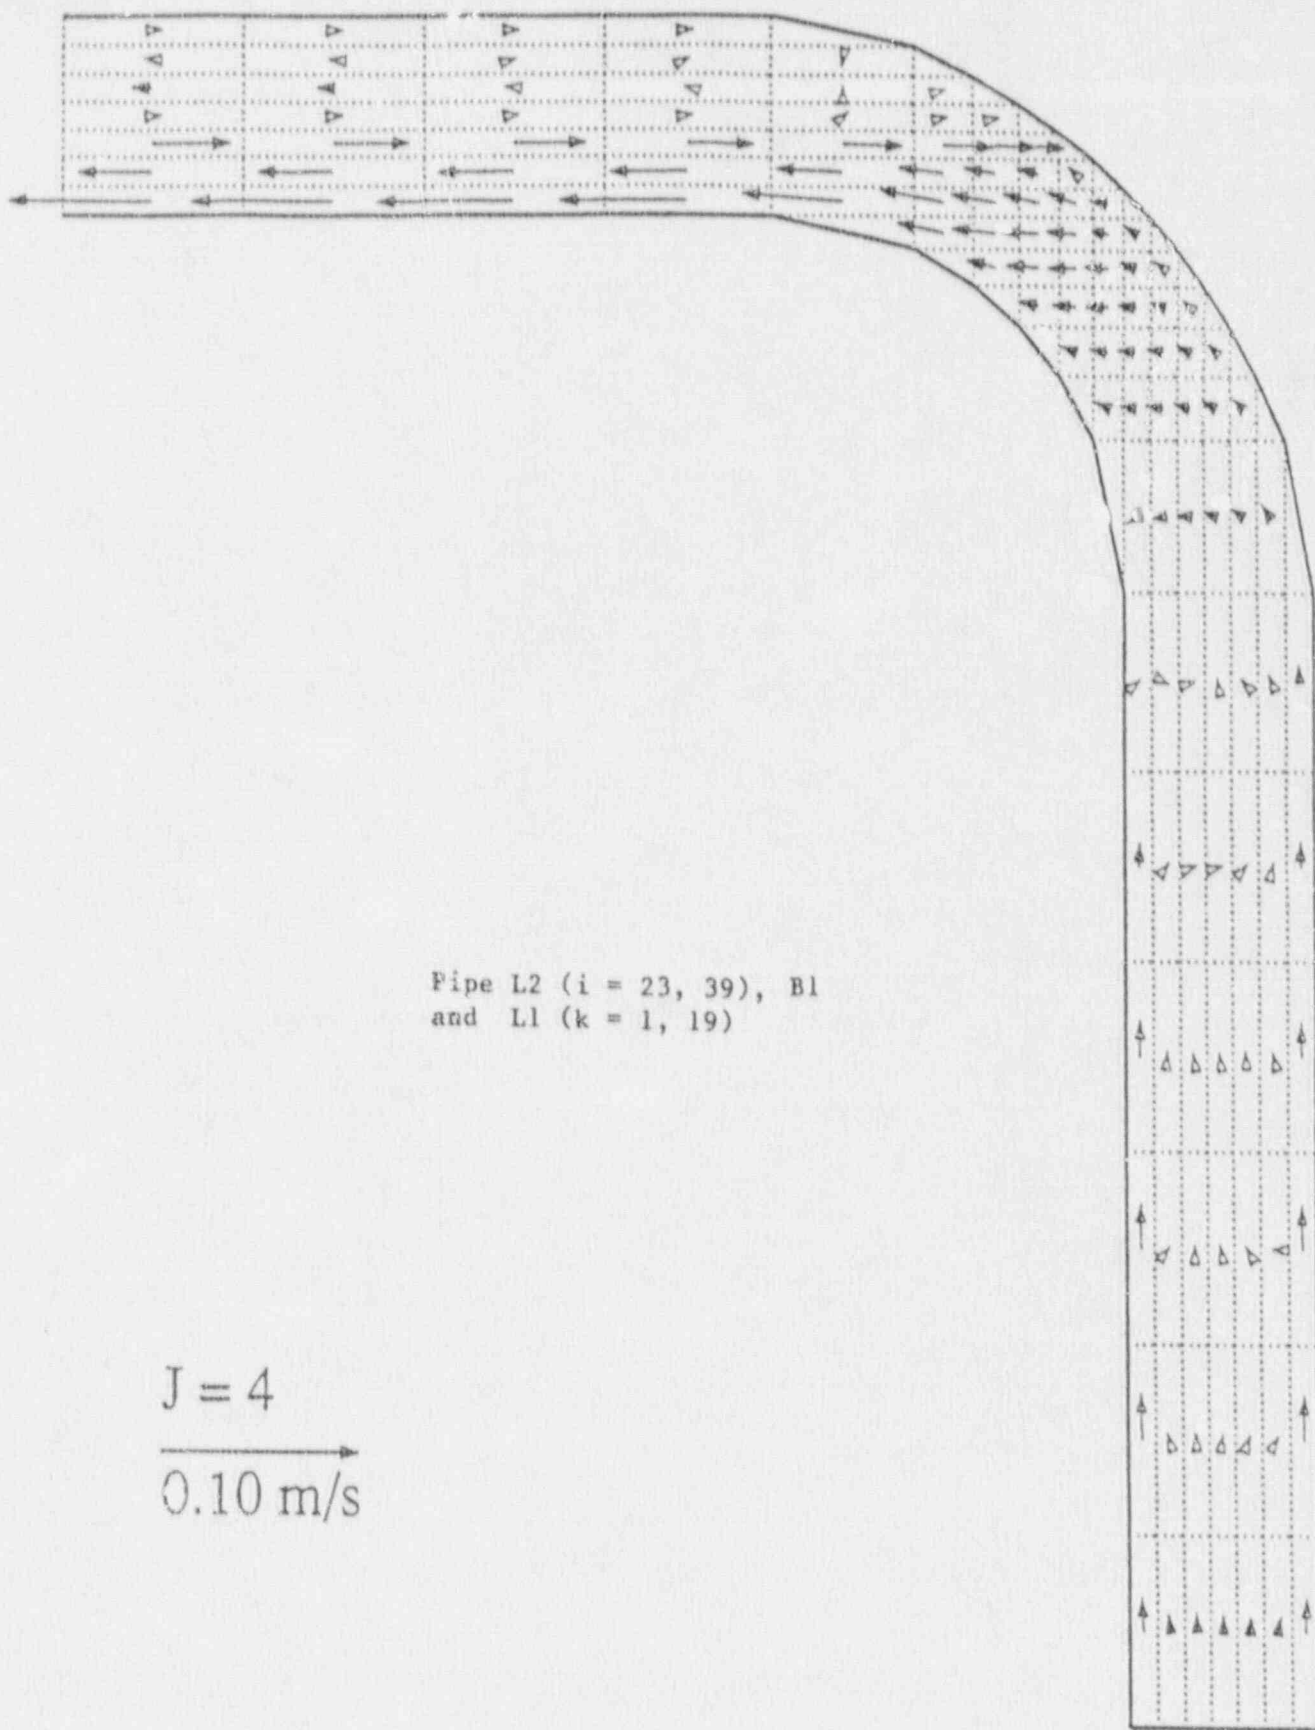 Pipe L2 (i = 23, 39), B1
and L1 (k = 1, 19)
J = 4
0.10 m/s